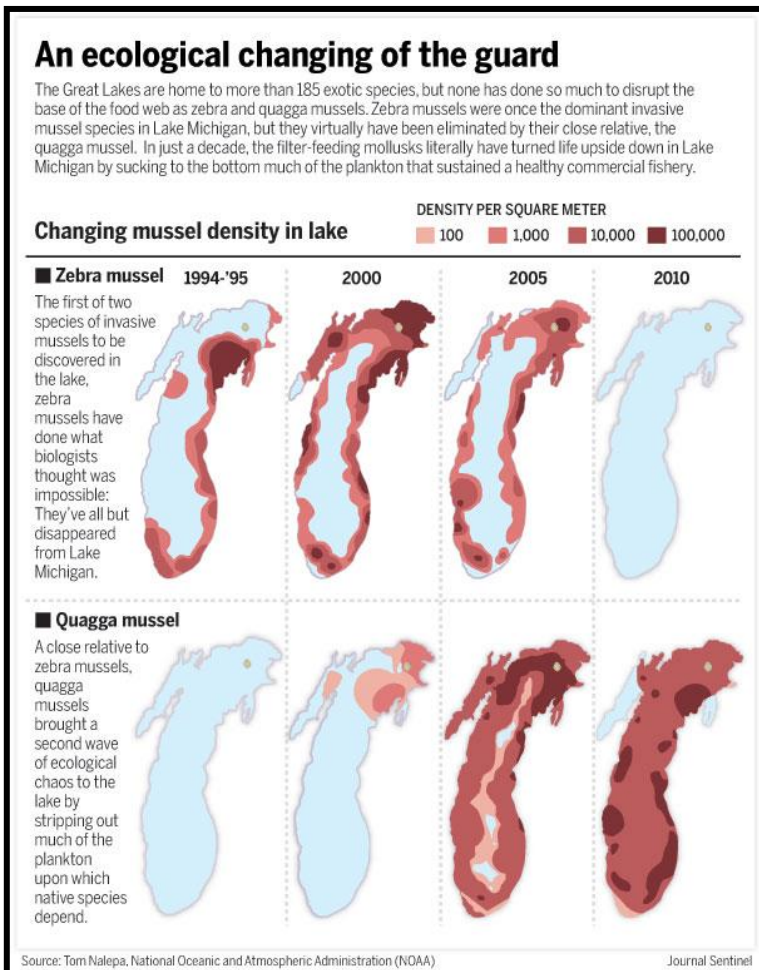 An ecological changing of the guard
The Great Lakes are home to more than 185 exotic species, but none has done so much to disrupt the
base of the food web as zebra and quagga mussels. Zebra mussels were once the dominant invasive
mussel species in Lake Michigan, but they virtually have been eliminated by their close relative, the
quagga mussel. In just a decade, the filter-feeding mollusks literally have turned life upside down in Lake
Michigan by sucking to the bottom much of the plankton that sustained a healthy commercial fishery.
Changing mussel density in lake
DENSITY PER SQUARE METER
100 1,000 10,000 100,000
Zebra mussel 1994-'95 2000 2005 2010
The first of two
species of invasive
mussels to be
discovered in
the lake,
zebra
mussels have
done what
biologists
thought was
impossible:
They've all but
disappeared
from Lake
Michigan.
Quagga mussel
A close relative to
zebra mussels,
quagga
mussels
brought a
second wave
of ecological
chaos to the
lake by
stripping out
much of the
plankton
upon which
native species
depend.
Source: Tom Nalepa, National Oceanic and Atmospheric Administration (NOAA) Journal Sentinel